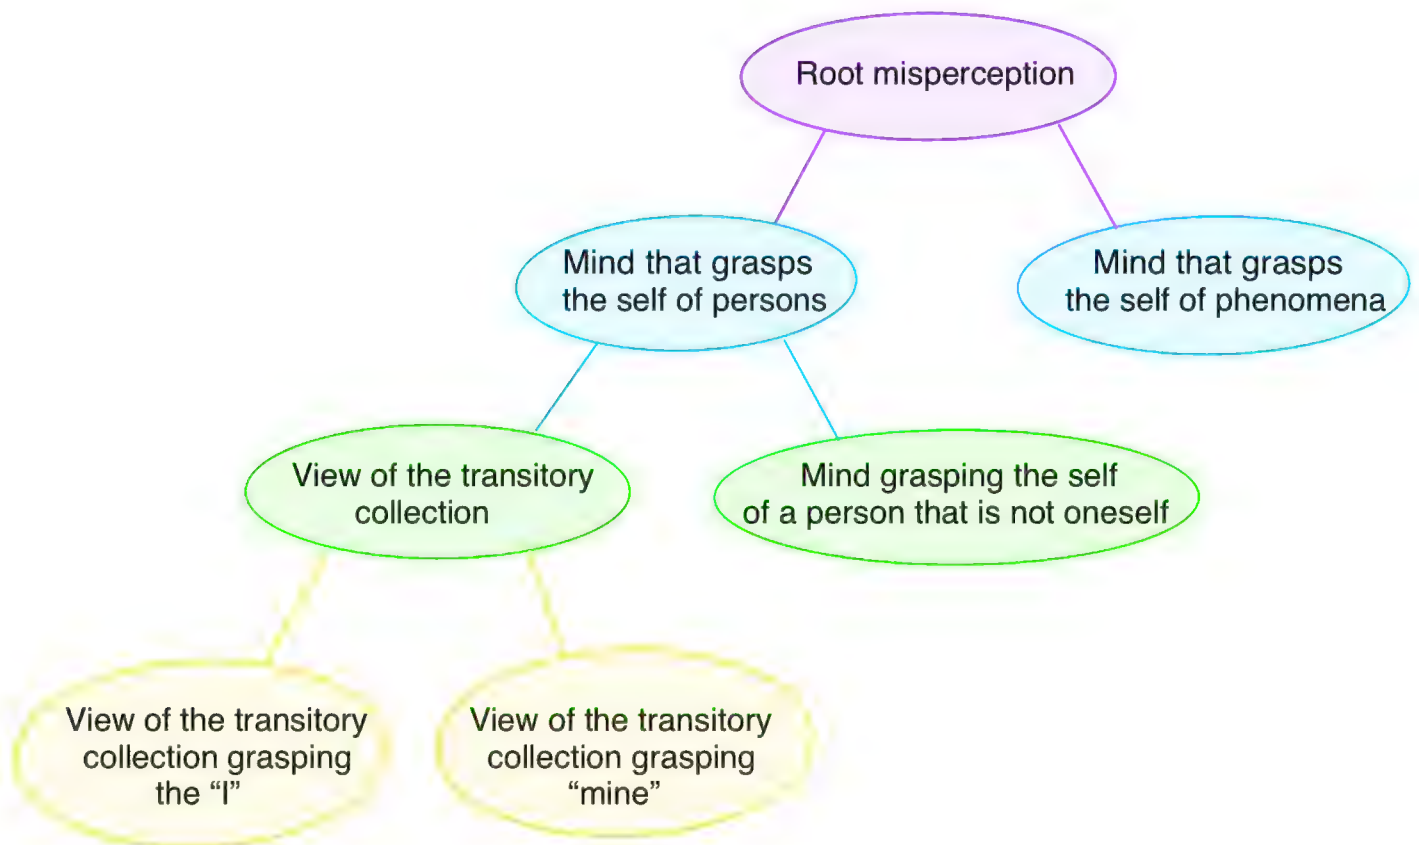 Root misperception
Mind that grasps
the self of persons
Mind that grasps
the self of phenomena
View of the transitory
collection
Mind grasping the self
of a person that is not oneself
View of the transitory
collection grasping
the “I”
View of the transitory
collection grasping
“mine”